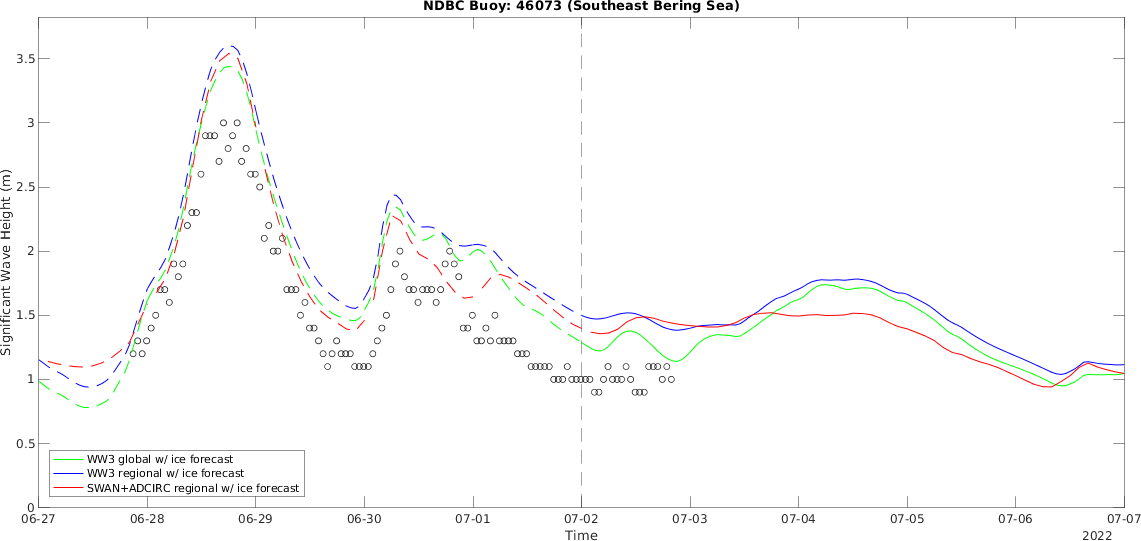 NDBC Buoy: 46073 (Southeast Bering Sea)
Significant Wave Height (m)
3.5
3
2.5
2
1.5
1
0.5
0
WW3 global w/ ice forecast
WW3 regional w/ ice forecast
SWAN+ADCIRC regional w/ ice forecast
06-27 06-28 06-29 06-30 07-01 07-02 07-03 07-04 07-05 07-06 07-07
Time
2022